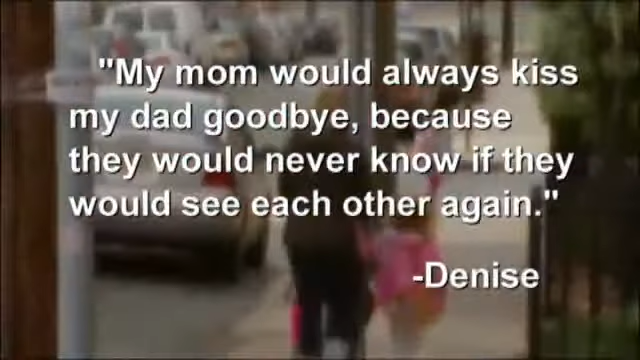 "My mom would always kiss
my dad goodbye, because
they would never know if they
would see each other again."
-Denise